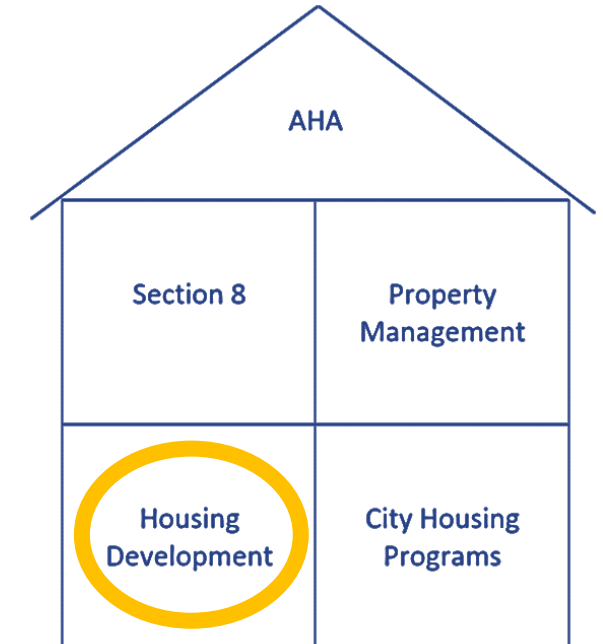 AHA
Section 8
Property
Management
Housing
Development
City Housing
Programs